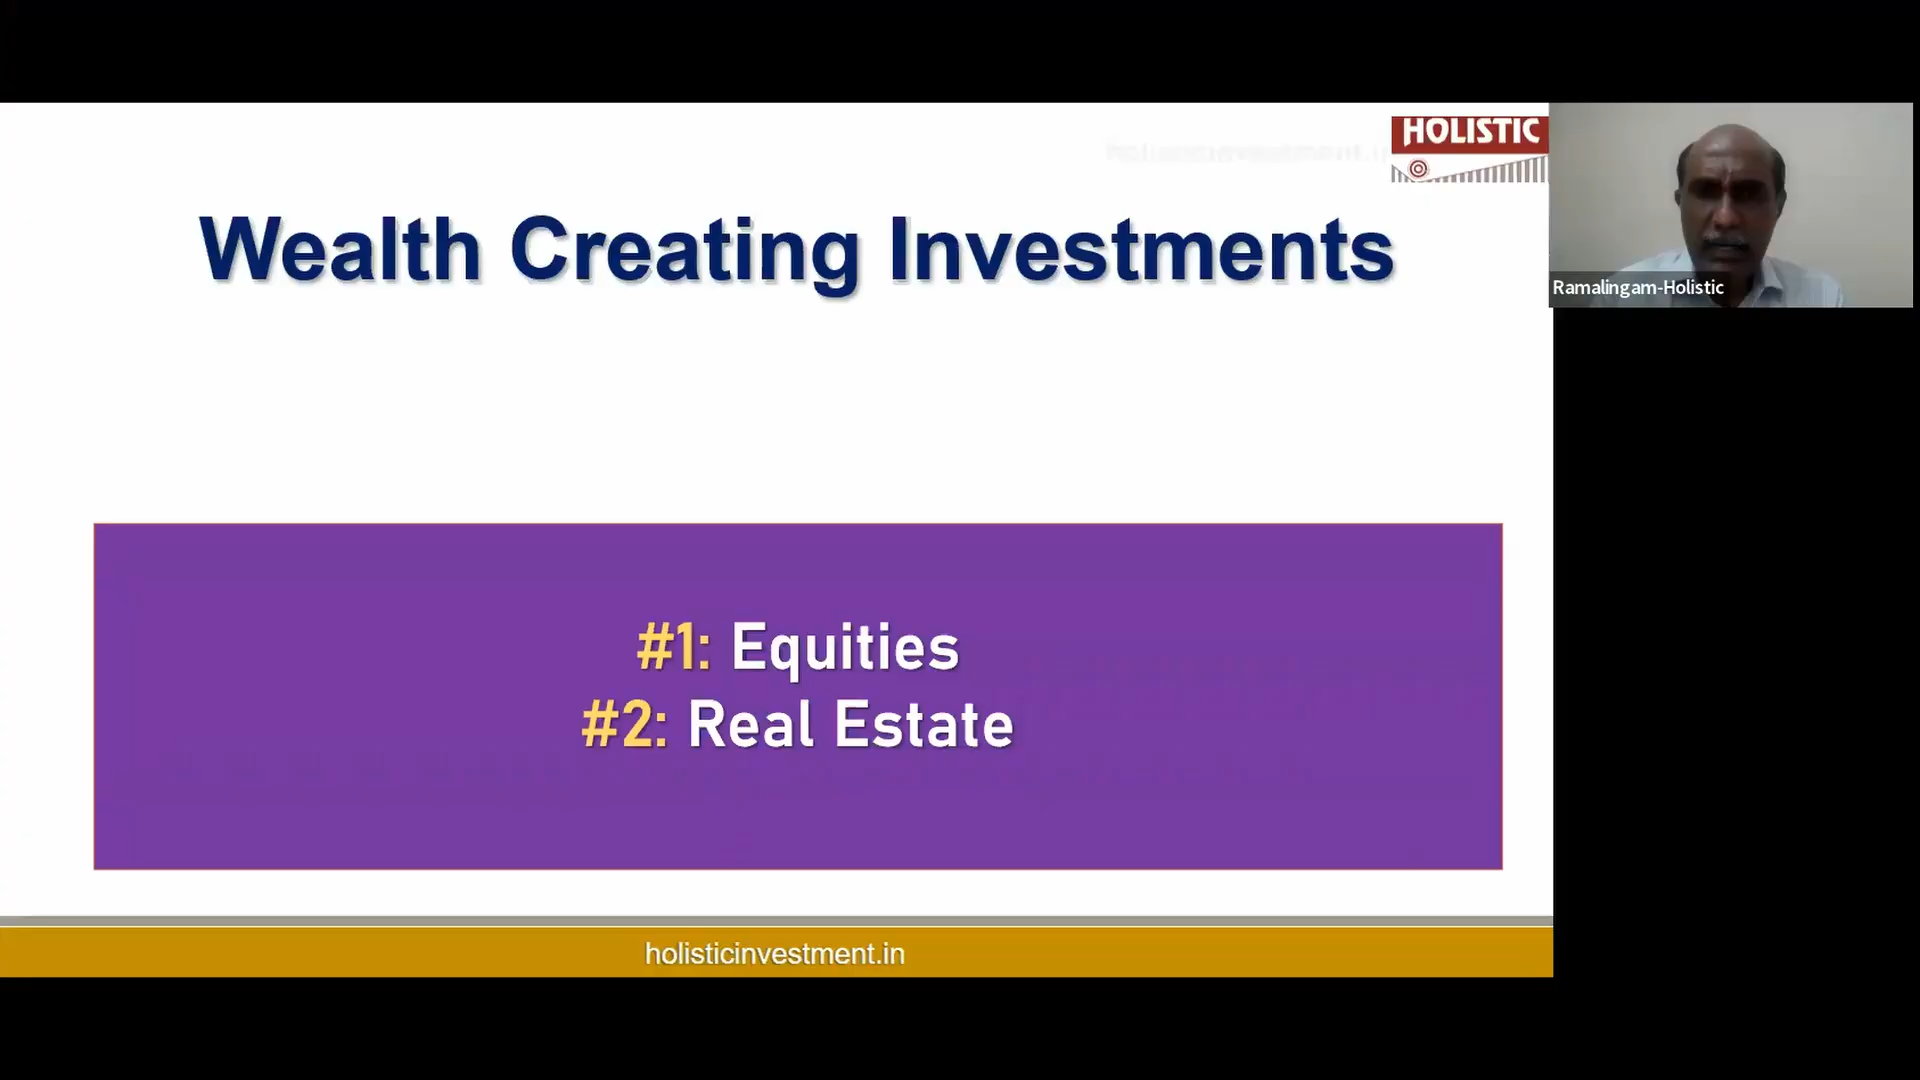 HOLISTIC
Wealth Creating Investments
Ramalingam-Holistic
#1: Equities
#2: Real Estate
holisticinvestment.in